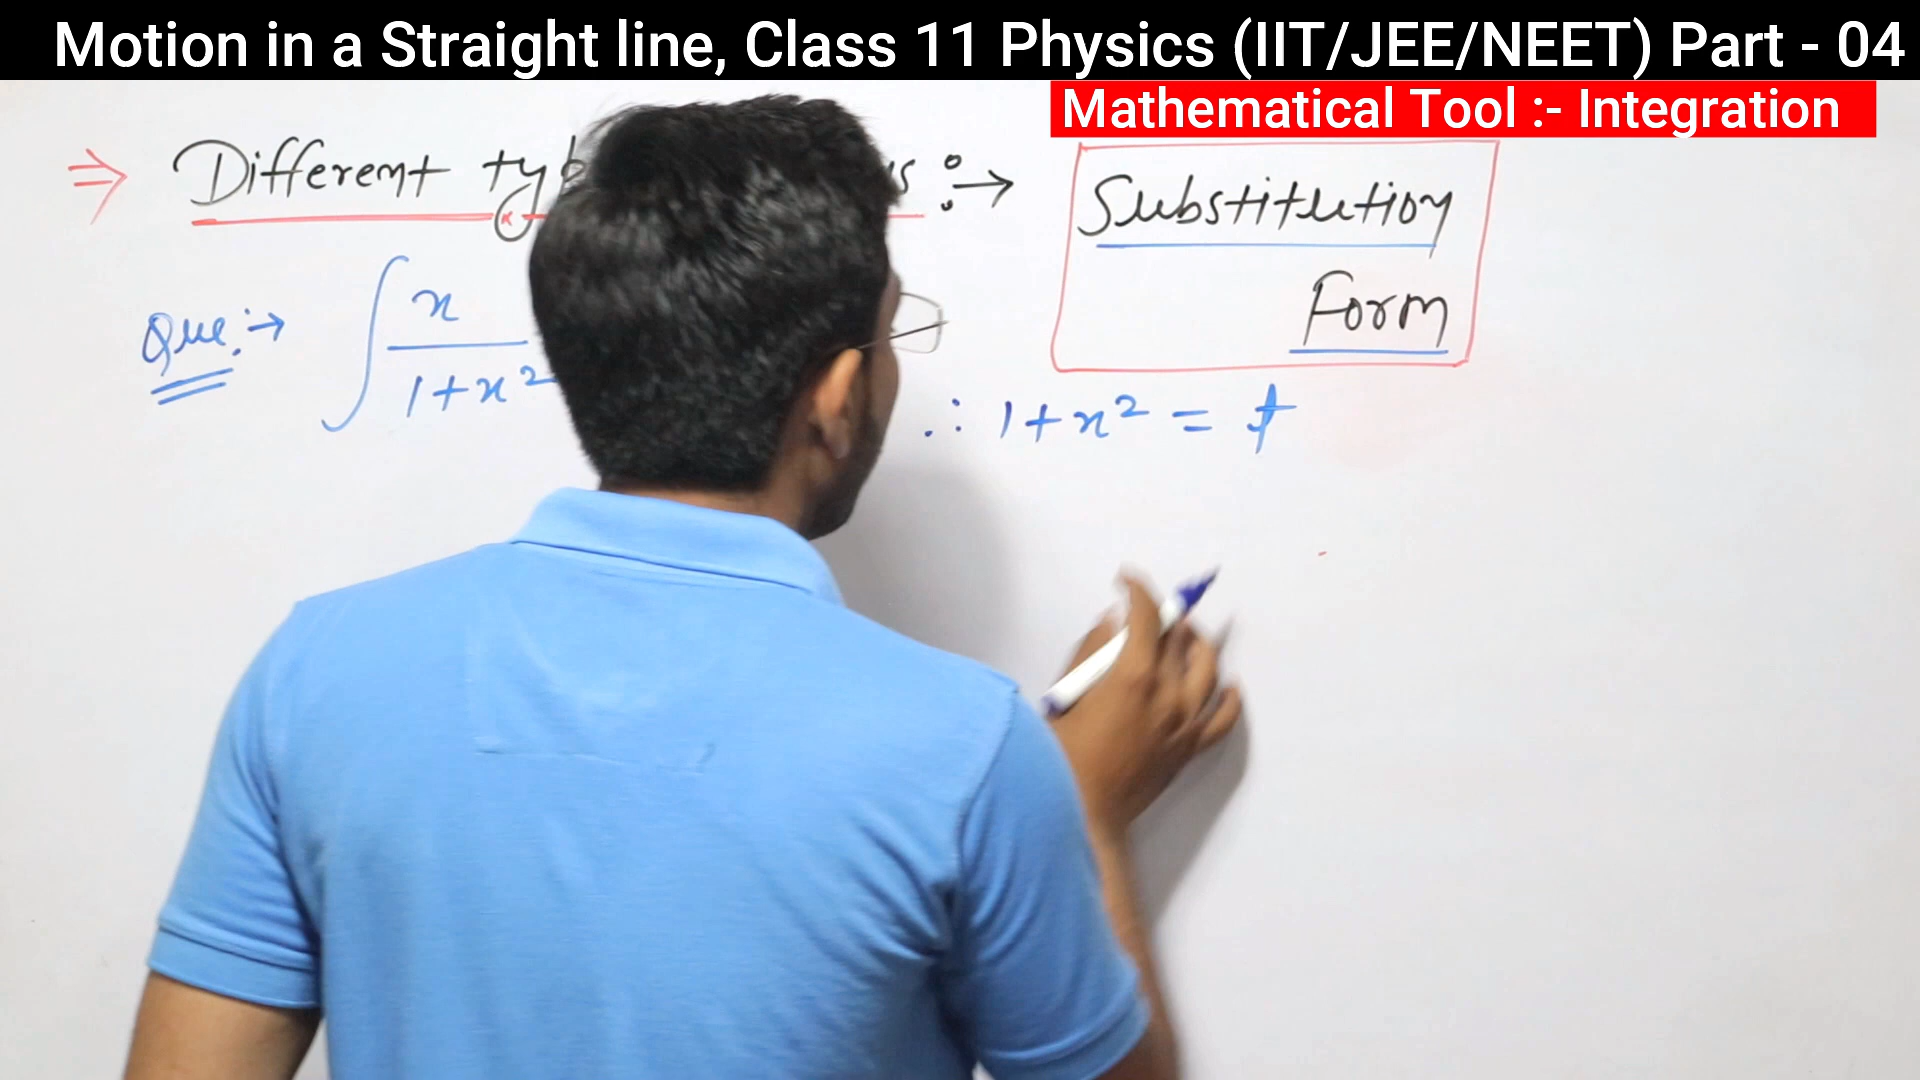 Motion in a Straight line, Class 11 Physics (IIT/JEE/NEET) Part - 04
Mathematical Tool :- Integration
⇒ Different :→
Substitution
Form
Que:→ ∫ x / 1+x²
∴ 1+x² = t